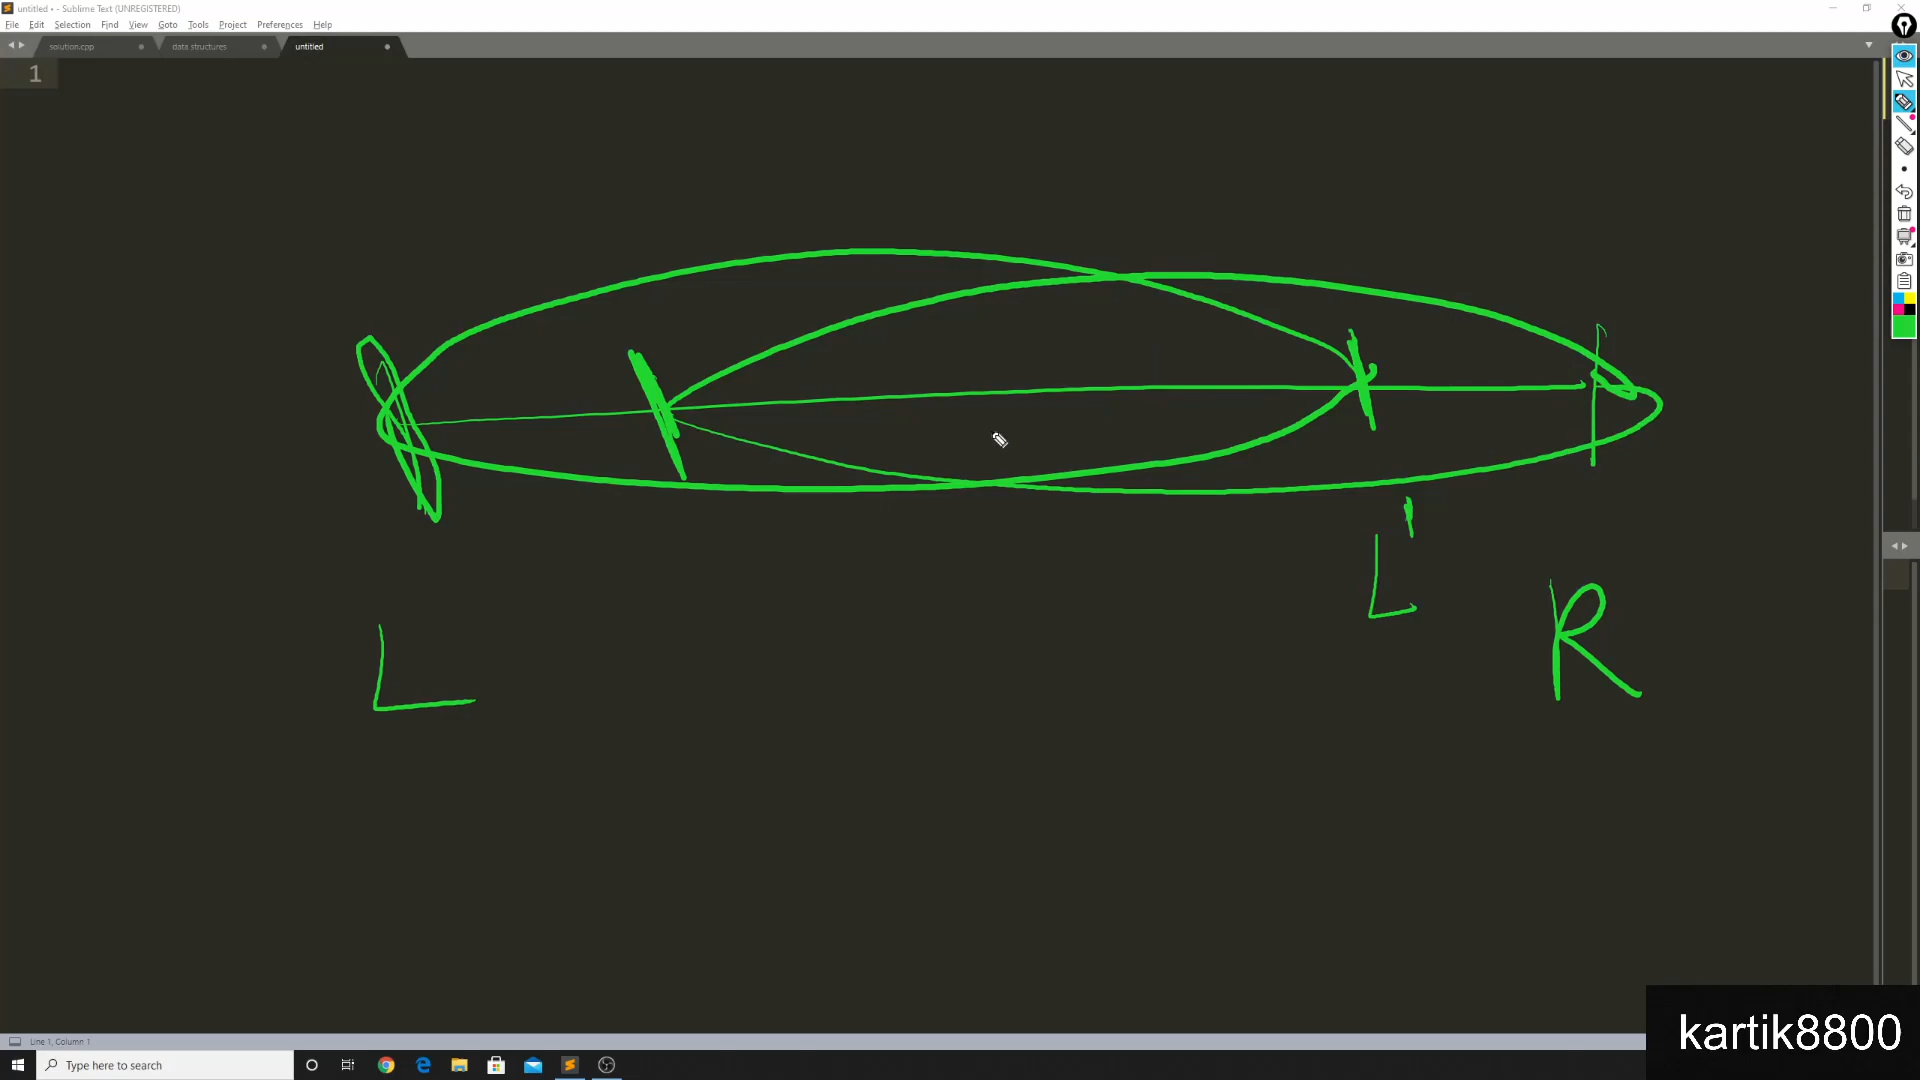 untitled • - Sublime Text (UNREGISTERED)
File Edit Selection Find View Goto Tools Project Preferences Help
solution.cpp data structures untitled
1
L'
L R
Line 1, Column 1
kartik8800
Type here to search